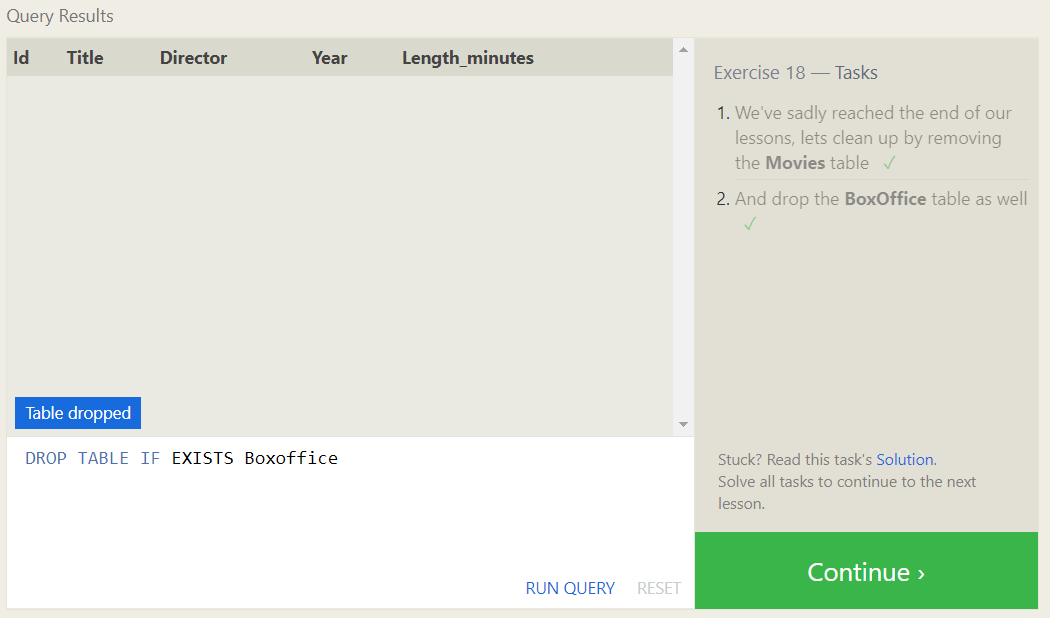 Query Results
Id Title Director Year Length_minutes
Table dropped
DROP TABLE IF EXISTS Boxoffice
RUN QUERY RESET
Exercise 18 — Tasks
1. We've sadly reached the end of our
lessons, lets clean up by removing
the Movies table ✓
2. And drop the BoxOffice table as well
✓
Stuck? Read this task's Solution.
Solve all tasks to continue to the next
lesson.
Continue ›